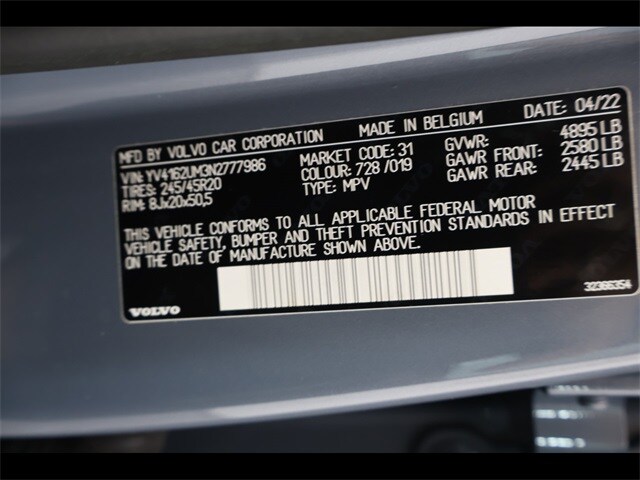 MFD BY VOLVO CAR CORPORATION MADE IN BELGIUM DATE: 04/22
VIN: YV4162UM3N2777986 MARKET CODE: 31 GVWR: 4895 LB
TIRES: 245/45R20 COLOUR: 728/019 GAWR FRONT: 2580 LB
RIM: 8Jx20x50,5 TYPE: MPV GAWR REAR: 2445 LB
THIS VEHICLE CONFORMS TO ALL APPLICABLE FEDERAL MOTOR
VEHICLE SAFETY, BUMPER AND THEFT PREVENTION STANDARDS IN EFFECT
ON THE DATE OF MANUFACTURE SHOWN ABOVE.
VOLVO 32366354